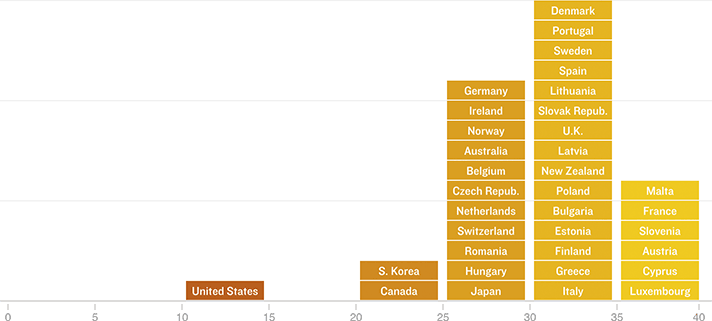 Denmark
Portugal
Sweden
Spain
Germany Lithuania
Ireland Slovak Repub.
Norway U.K.
Australia Latvia
Belgium New Zealand
Czech Repub. Poland Malta
Netherlands Bulgaria France
Switzerland Estonia Slovenia
Romania Finland Austria
S. Korea Hungary Greece Cyprus
United States Canada Japan Italy Luxembourg
0 5 10 15 20 25 30 35 40